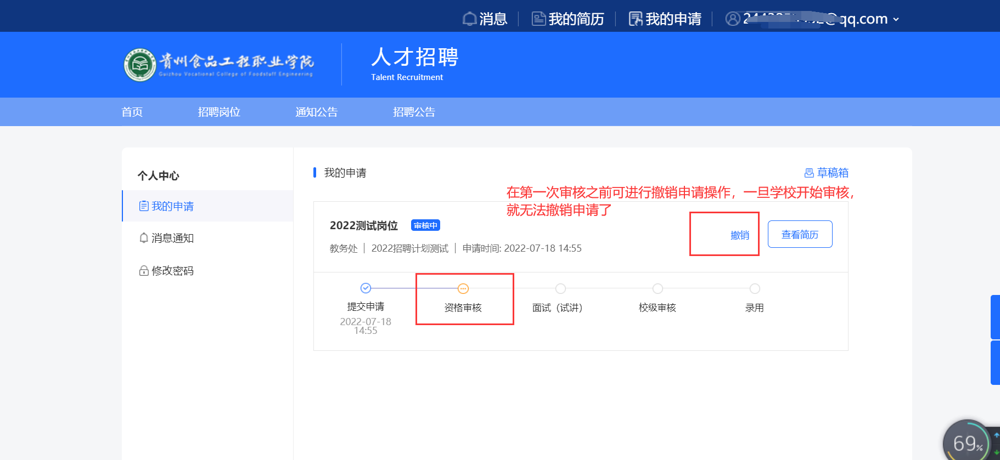 消息
我的简历
我的申请
qq.com
贵州食品工程职业学院
Guizhou Vocational College of Foodstaff Engineering
人才招聘
Talent Recruitment
首页
招聘岗位
通知公告
招聘公告
个人中心
我的申请
消息通知
修改密码
我的申请
草稿箱
在第一次审核之前可进行撤销申请操作，一旦学校开始审核，
就无法撤销申请了
2022测试岗位 审核中
教务处 | 2022招聘计划测试 | 申请时间: 2022-07-18 14:55
撤销
查看简历
提交申请
2022-07-18
14:55
资格审核
面试（试讲）
校级审核
录用
69%